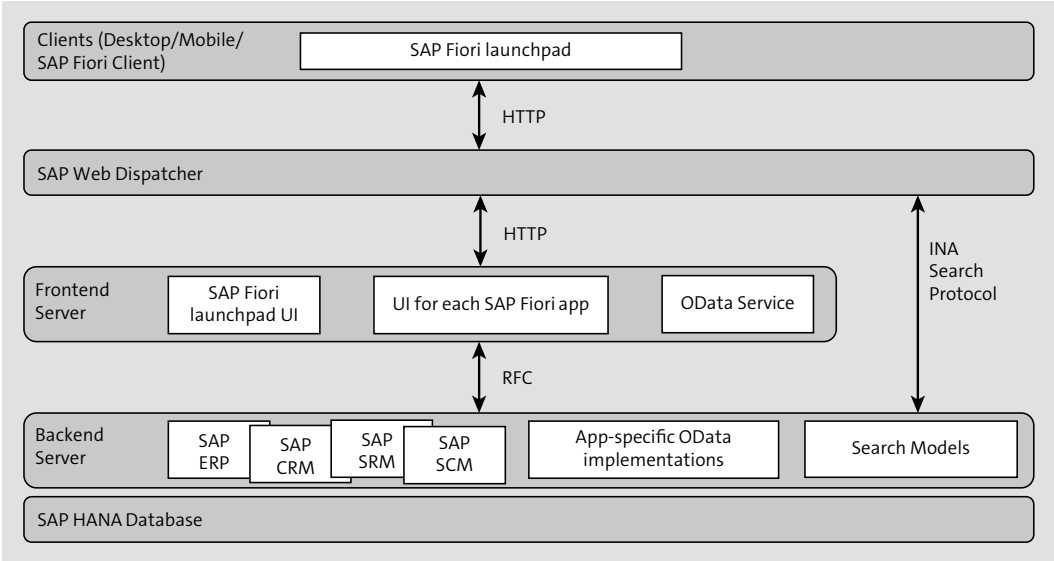 Clients (Desktop/Mobile/
SAP Fiori Client)
SAP Fiori launchpad
HTTP
SAP Web Dispatcher
HTTP
INA
Search
Protocol
Frontend
Server
SAP Fiori
launchpad UI
UI for each SAP Fiori app
OData Service
RFC
Backend
Server
SAP
ERP
SAP
CRM
SAP
SRM
SAP
SCM
App-specific OData
implementations
Search Models
SAP HANA Database